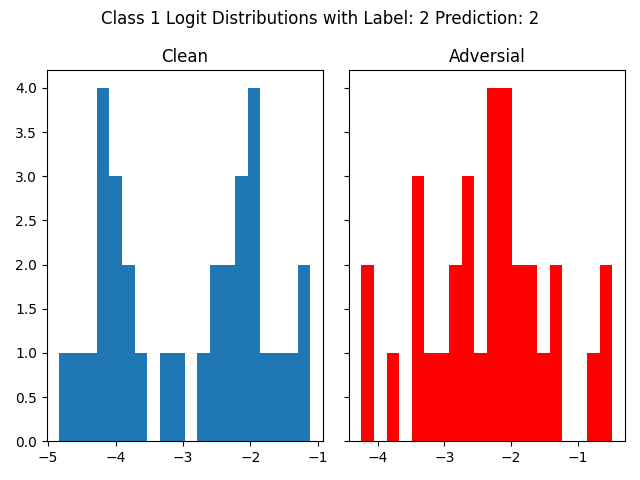 Class 1 Logit Distributions with Label: 2 Prediction: 2
Clean
Adversial
4.0
3.5
3.0
2.5
2.0
1.5
1.0
0.5
0.0
−5 −4 −3 −2 −1
−4 −3 −2 −1